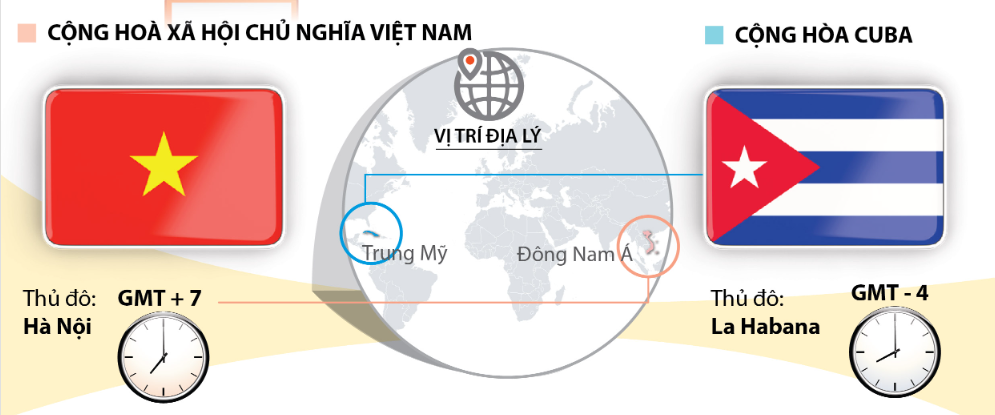 CỘNG HOÀ XÃ HỘI CHỦ NGHĨA VIỆT NAM
CỘNG HÒA CUBA
VỊ TRÍ ĐỊA LÝ
Trung Mỹ
Đông Nam Á
Thủ đô:
GMT + 7
Hà Nội
Thủ đô:
GMT - 4
La Habana